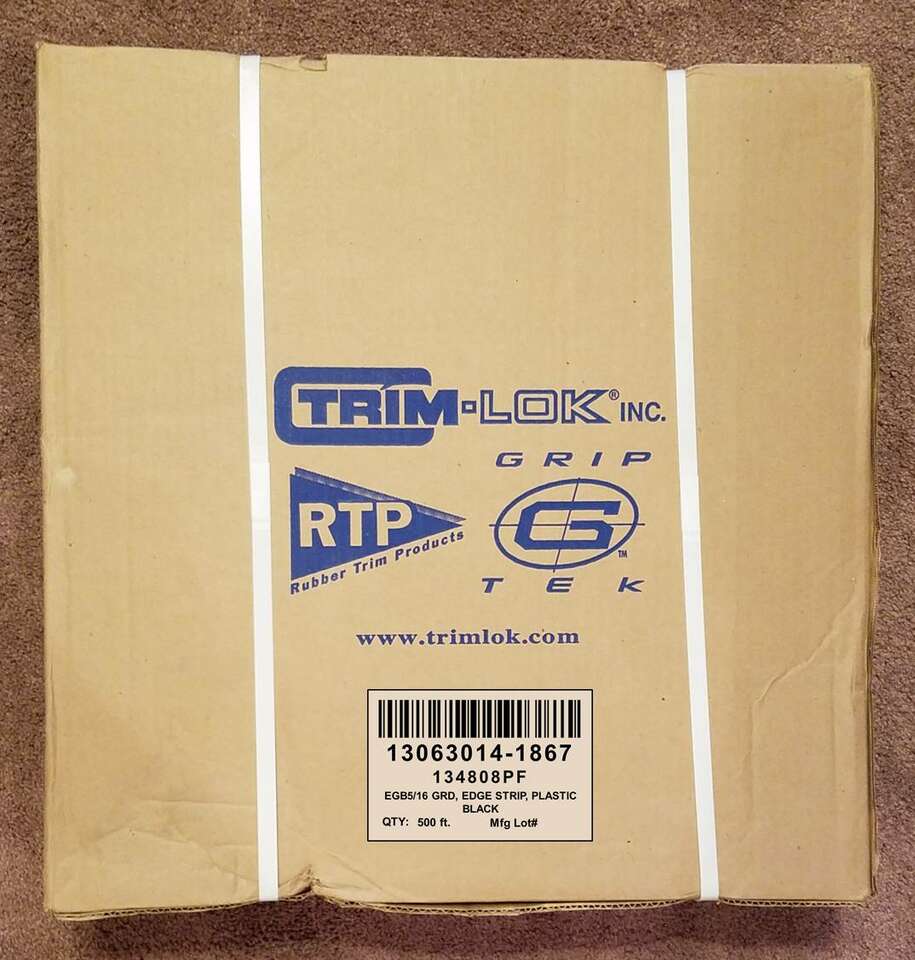 TRIM-LOK® INC.
RTP
Rubber Trim Products
GRIP
G™
TEK
www.trimlok.com
13063014-1867
134808PF
EGB5/16 GRD, EDGE STRIP, PLASTIC
BLACK
QTY: 500 ft. Mfg Lot#